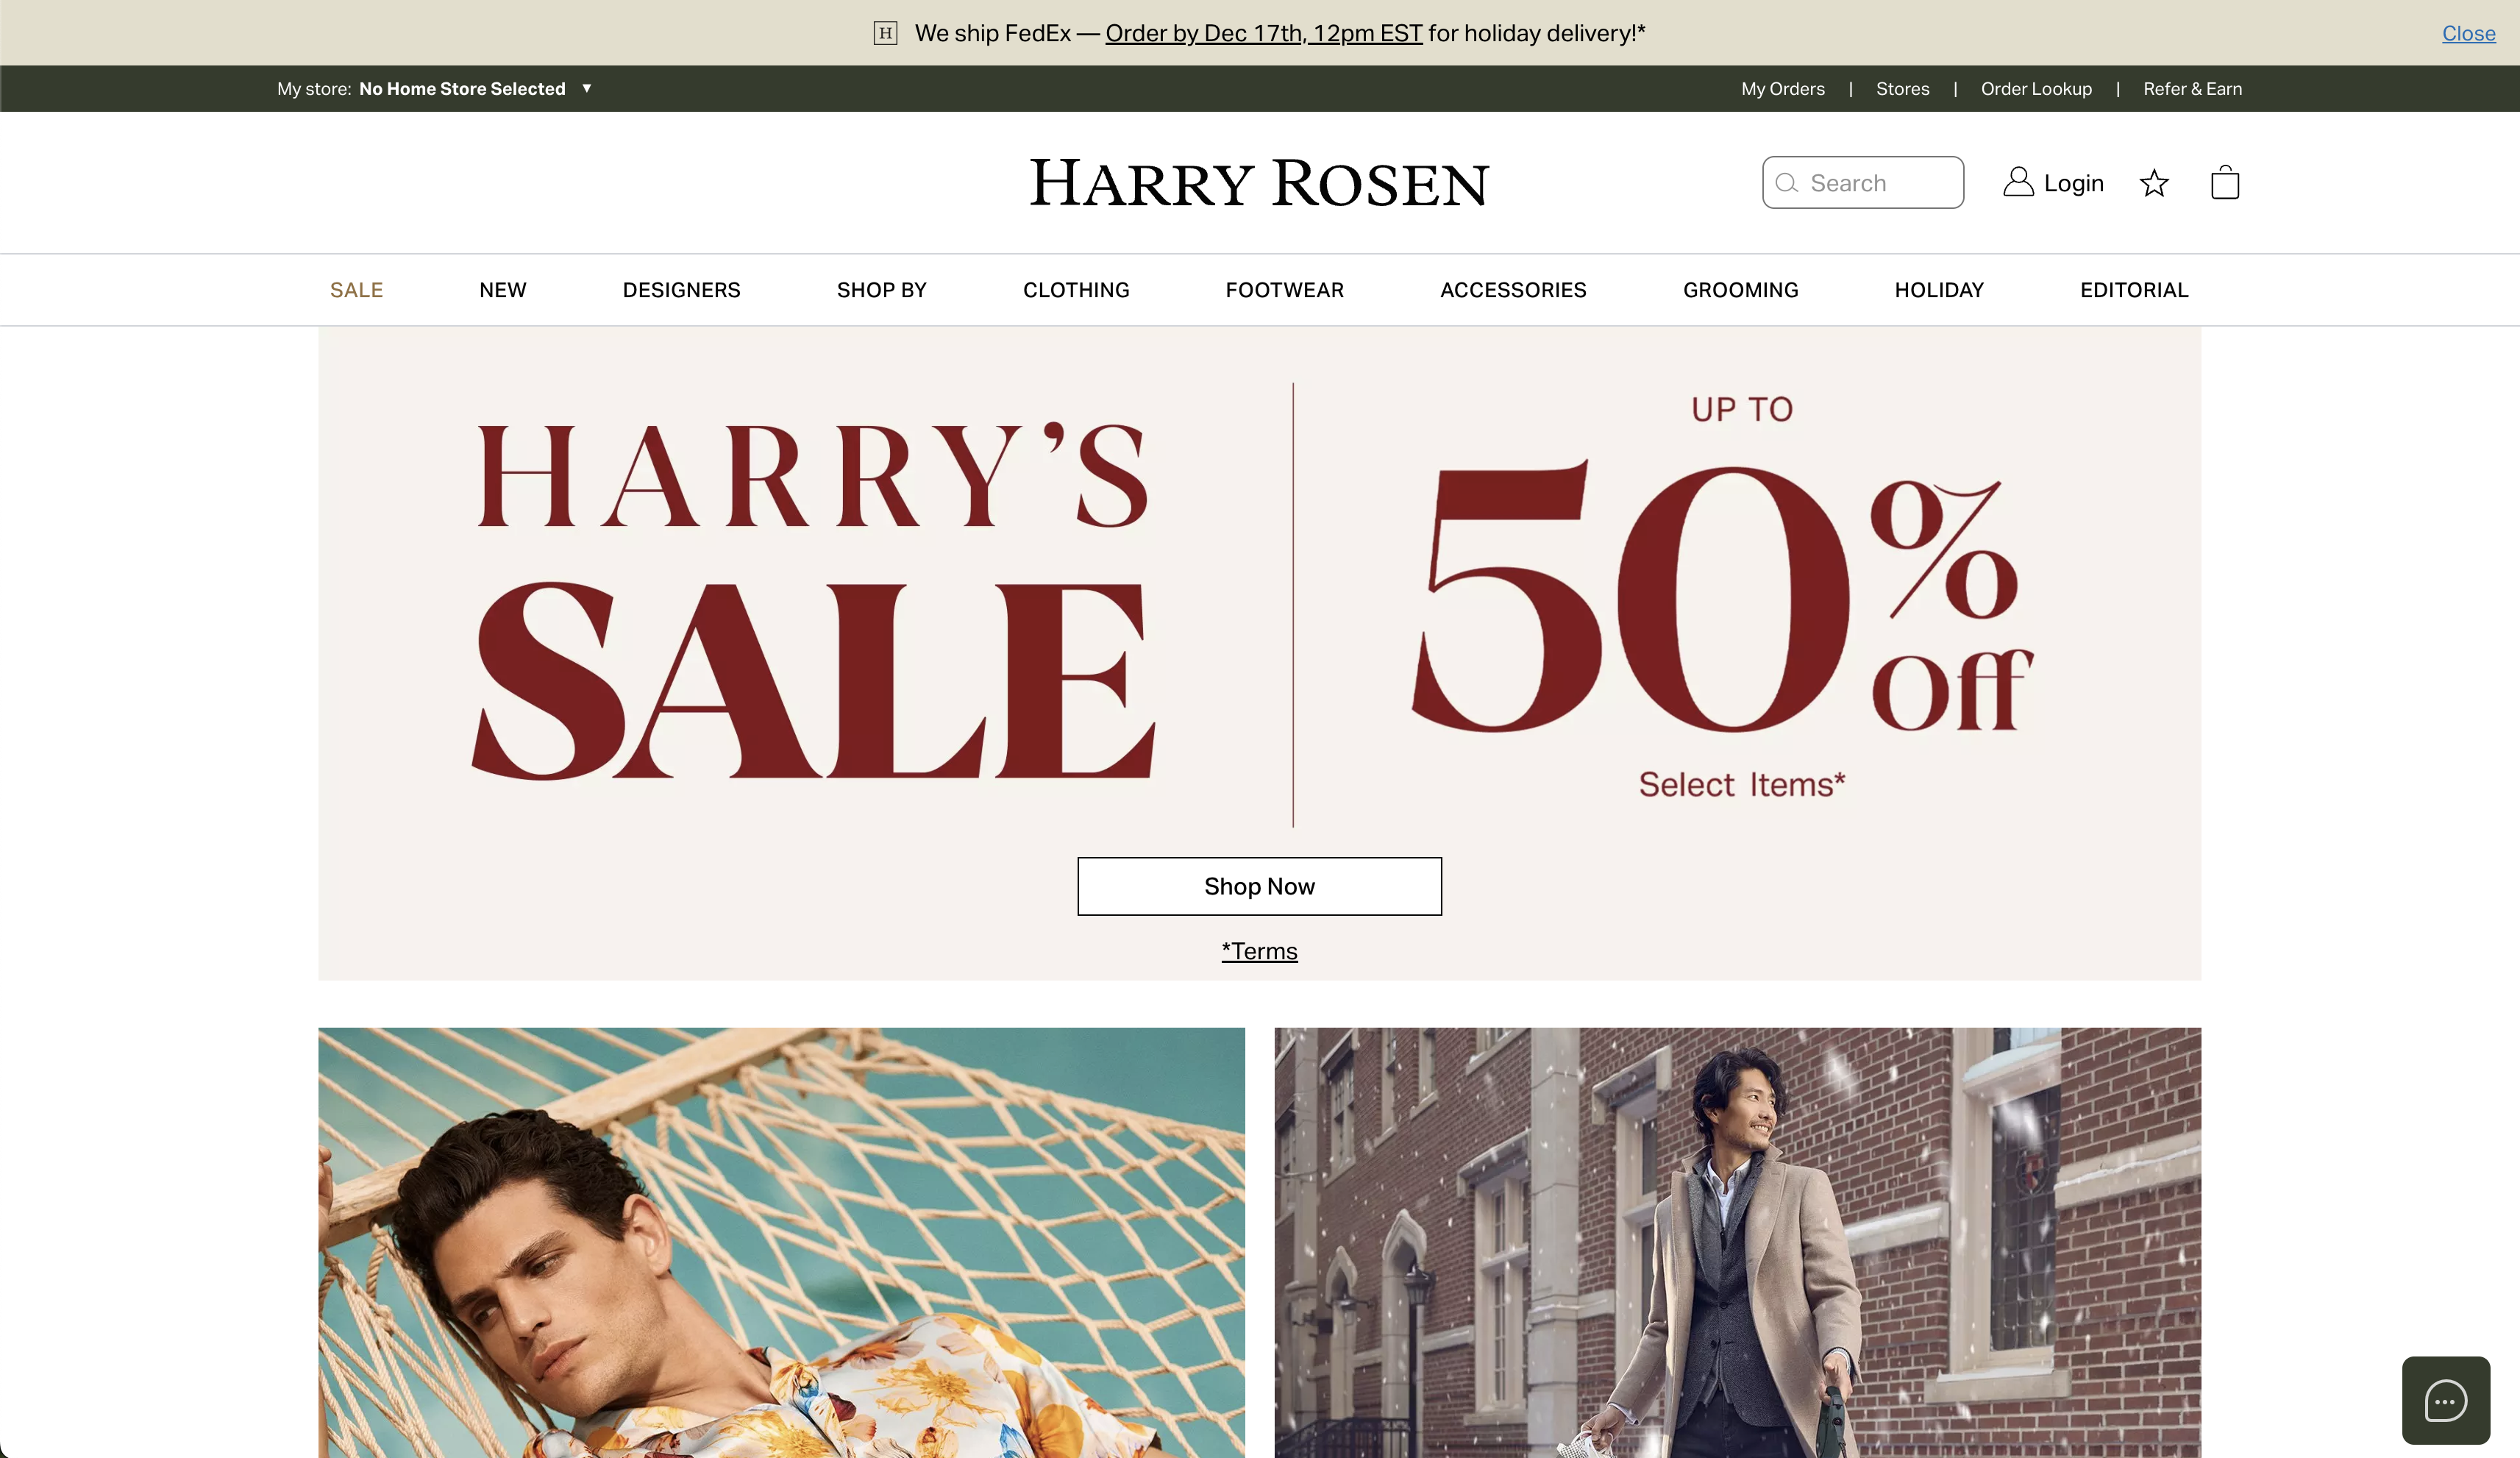 H We ship FedEx — Order by Dec 17th, 12pm EST for holiday delivery!* Close
My store: No Home Store Selected ▼ My Orders | Stores | Order Lookup | Refer & Earn
HARRY ROSEN
Search
Login
SALE NEW DESIGNERS SHOP BY CLOTHING FOOTWEAR ACCESSORIES GROOMING HOLIDAY EDITORIAL
HARRY'S
SALE
UP TO
50%
off
Select Items*
Shop Now
*Terms